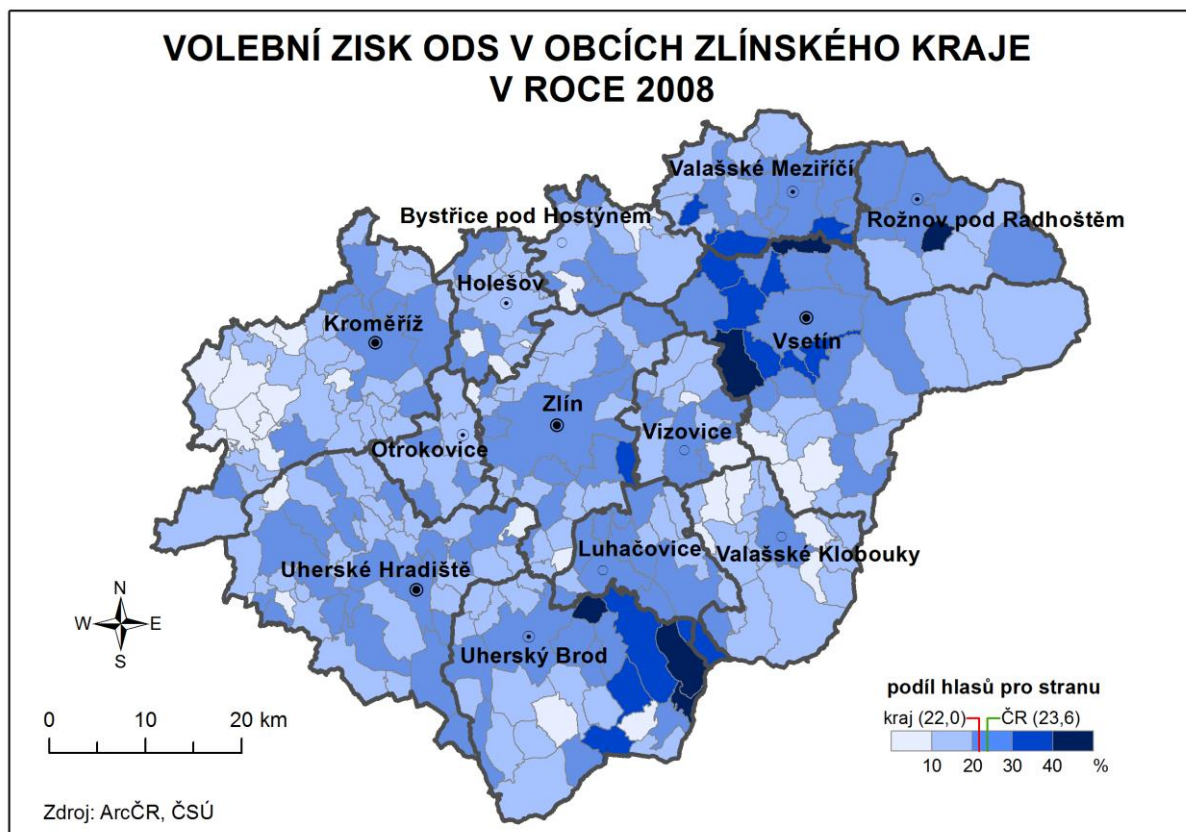 VOLEBNÍ ZISK ODS V OBCÍCH ZLÍNSKÉHO KRAJE
V ROCE 2008
Valašské Meziříčí
Rožnov pod Radhoštěm
Bystřice pod Hostýnem
Holešov
Kroměříž
Vsetín
Zlín
Vizovice
Otrokovice
Luhačovice
Valašské Klobouky
Uherské Hradiště
Uherský Brod
N
W E
S
0 10 20 km
podíl hlasů pro stranu
kraj (22,0) ČR (23,6)
10 20 30 40 %
Zdroj: ArcČR, ČSÚ